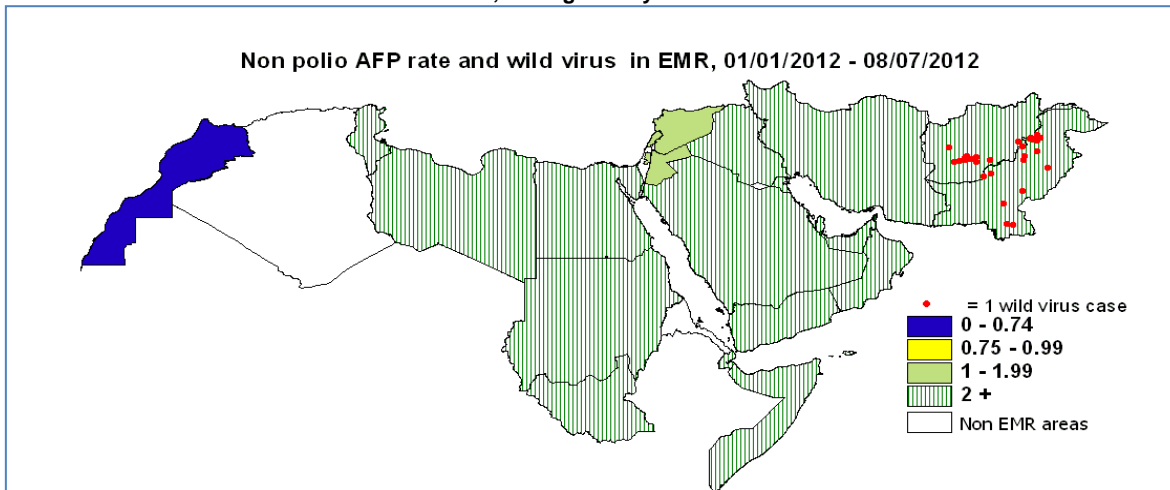 Non polio AFP rate and wild virus in EMR, 01/01/2012 - 08/07/2012
= 1 wild virus case
0 - 0.74
0.75 - 0.99
1 - 1.99
2 +
Non EMR areas